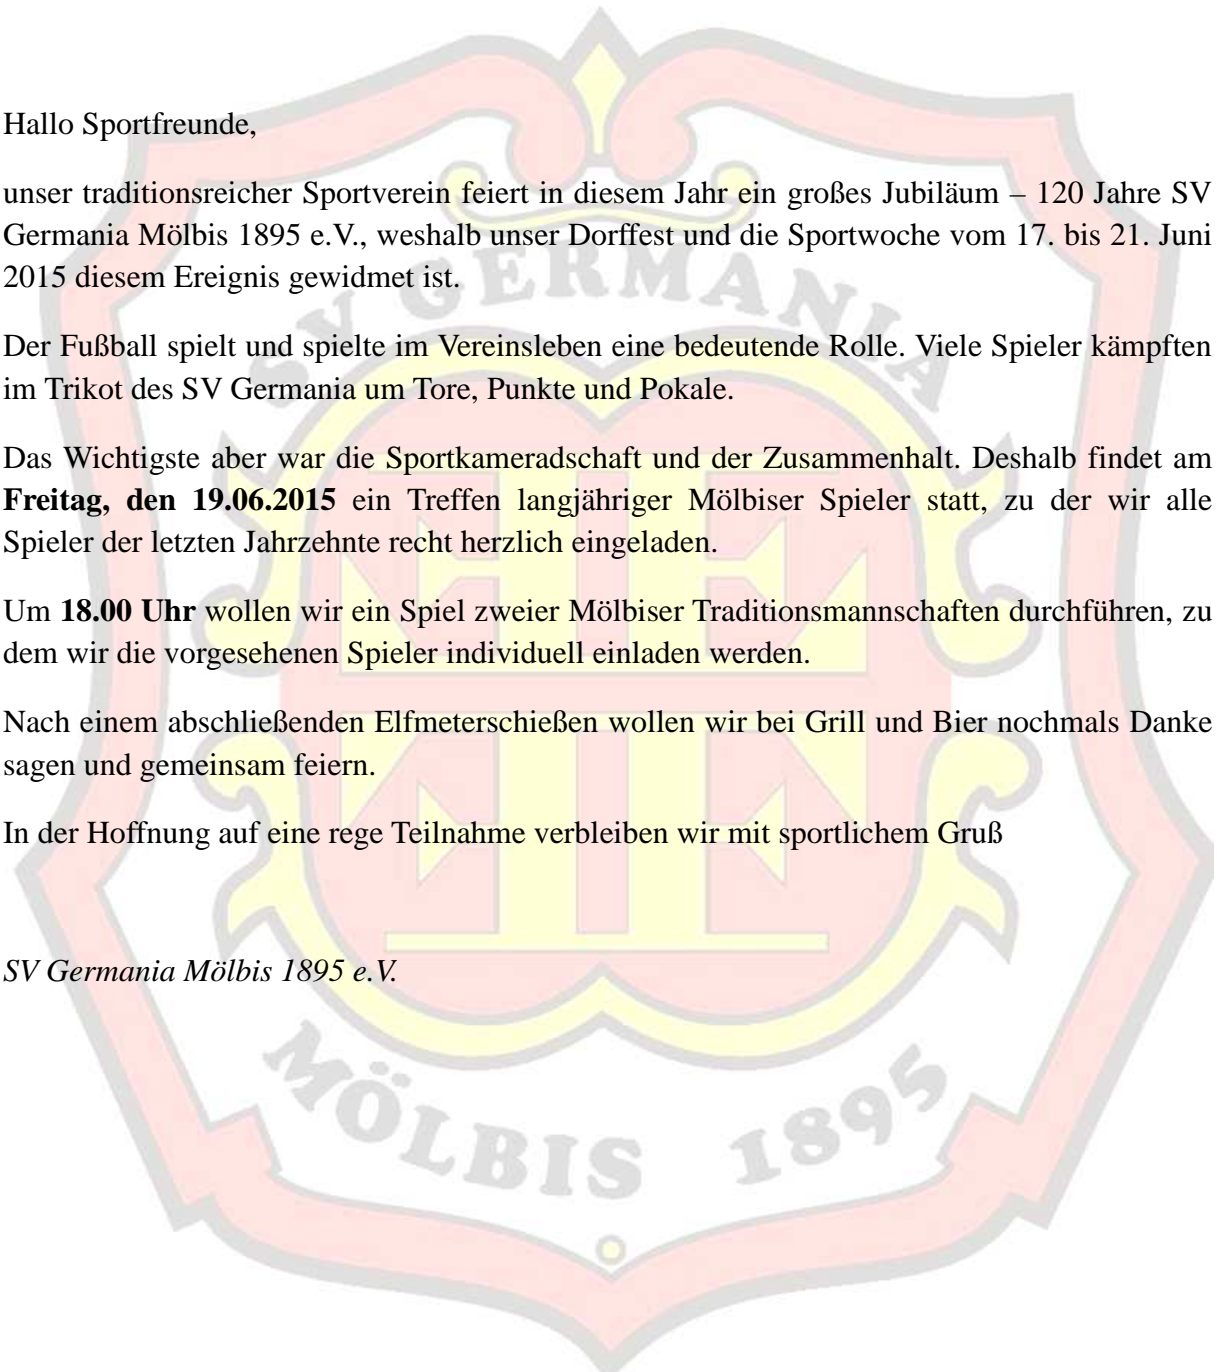 Hallo Sportfreunde,
unser traditionsreicher Sportverein feiert in diesem Jahr ein großes Jubiläum – 120 Jahre SV
Germania Mölbis 1895 e.V., weshalb unser Dorffest und die Sportwoche vom 17. bis 21. Juni
2015 diesem Ereignis gewidmet ist.
SV GERMANIA
Der Fußball spielt und spielte im Vereinsleben eine bedeutende Rolle. Viele Spieler kämpften
im Trikot des SV Germania um Tore, Punkte und Pokale.
Das Wichtigste aber war die Sportkameradschaft und der Zusammenhalt. Deshalb findet am
Freitag, den 19.06.2015 ein Treffen langjähriger Mölbiser Spieler statt, zu der wir alle
Spieler der letzten Jahrzehnte recht herzlich eingeladen.
Um 18.00 Uhr wollen wir ein Spiel zweier Mölbiser Traditionsmannschaften durchführen, zu
dem wir die vorgesehenen Spieler individuell einladen werden.
Nach einem abschließenden Elfmeterschießen wollen wir bei Grill und Bier nochmals Danke
sagen und gemeinsam feiern.
In der Hoffnung auf eine rege Teilnahme verbleiben wir mit sportlichem Gruß
SV Germania Mölbis 1895 e.V.
MÖLBIS 1895